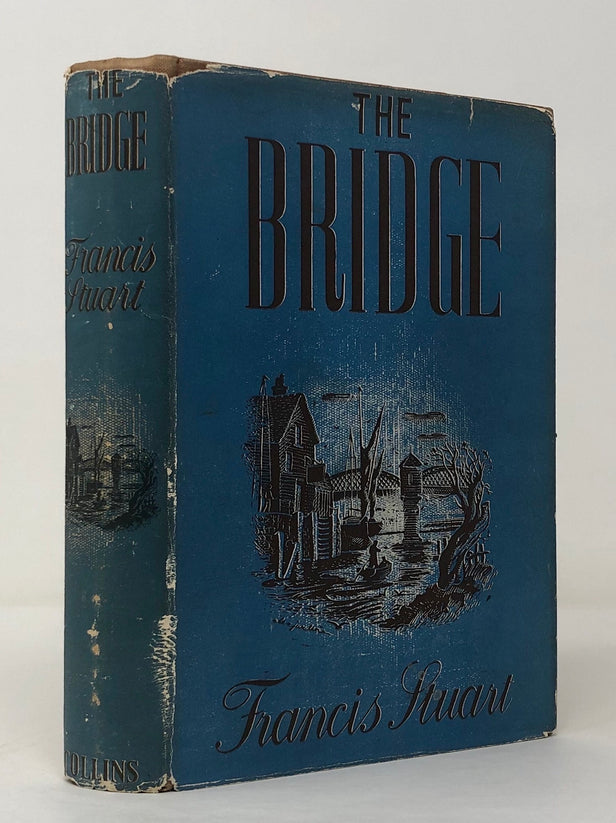 THE
BRIDGE
Francis
Stuart
COLLINS
THE
BRIDGE
Francis Stuart